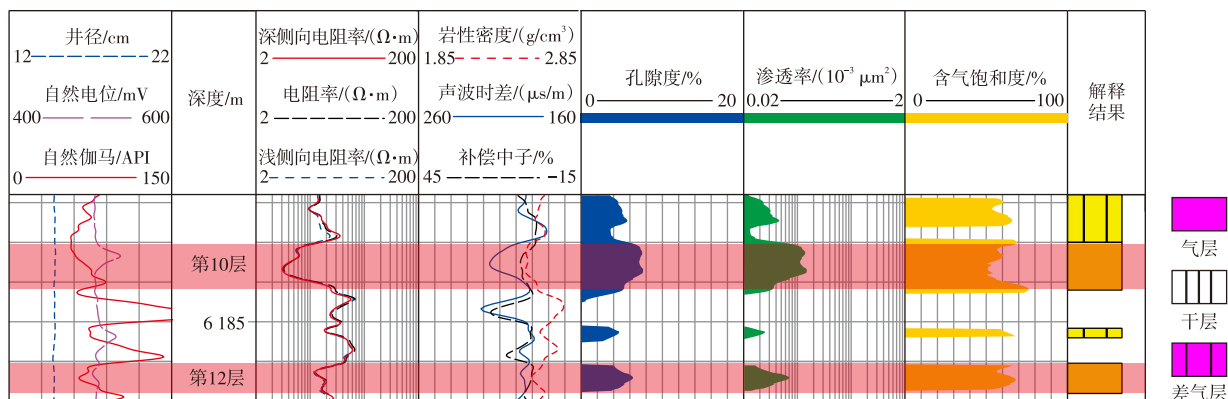 井径/cm
12 22
自然电位/mV
400 600
自然伽马/API
0 150
深度/m
深侧向电阻率/(Ω·m)
2 200
电阻率/(Ω·m)
2 200
浅侧向电阻率/(Ω·m)
2 200
岩性密度/(g/cm³)
1.85 2.85
声波时差/(μs/m)
260 160
补偿中子/%
45 -15
孔隙度/%
0 20
渗透率/(10⁻³ μm²)
0.02 2
含气饱和度/%
0 100
解释
结果
第10层
6 185
第12层
气层
干层
差气层